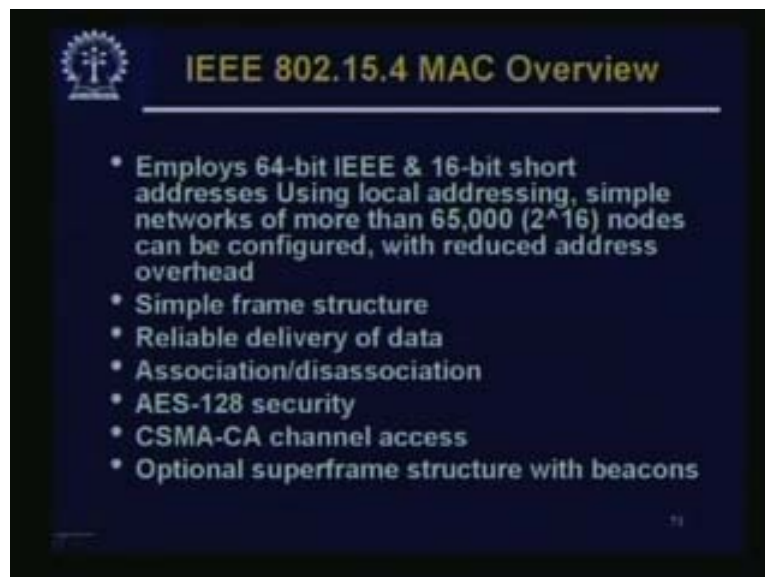 IEEE 802.15.4 MAC Overview
• Employs 64-bit IEEE & 16-bit short
addresses Using local addressing, simple
networks of more than 65,000 (2^16) nodes
can be configured, with reduced address
overhead
• Simple frame structure
• Reliable delivery of data
• Association/disassociation
• AES-128 security
• CSMA-CA channel access
• Optional superframe structure with beacons